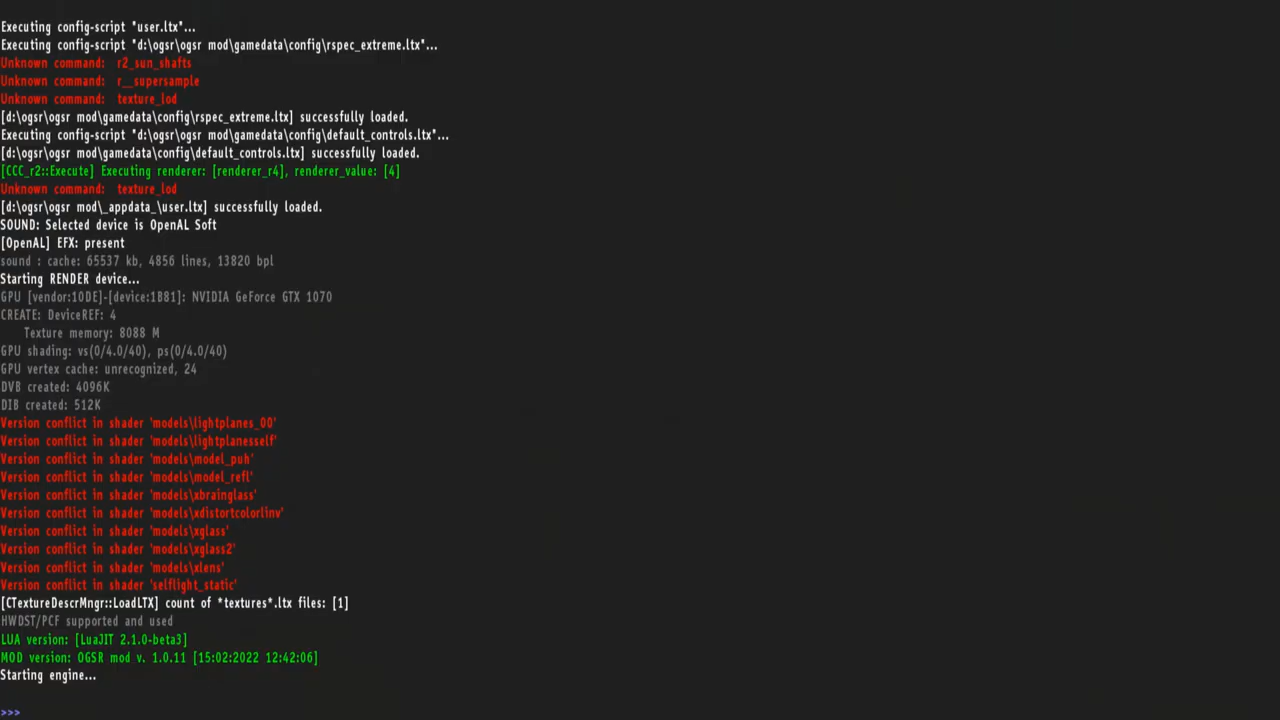 Executing config-script "user.ltx"...
Executing config-script "d:\ogsr\ogsr mod\gamedata\config\rspec_extreme.ltx"...
Unknown command:  r2_sun_shafts
Unknown command:  r__supersample
Unknown command:  texture_lod
[d:\ogsr\ogsr mod\gamedata\config\rspec_extreme.ltx] successfully loaded.
Executing config-script "d:\ogsr\ogsr mod\gamedata\config\default_controls.ltx"...
[d:\ogsr\ogsr mod\gamedata\config\default_controls.ltx] successfully loaded.
[CCC_r2::Execute] Executing renderer: [renderer_r4], renderer_value: [4]
Unknown command:  texture_lod
[d:\ogsr\ogsr mod\_appdata_\user.ltx] successfully loaded.
SOUND: Selected device is OpenAL Soft
[OpenAL] EFX: present
sound : cache: 65537 kb, 4856 lines, 13820 bpl
Starting RENDER device...
GPU [vendor:10DE]-[device:1B81]: NVIDIA GeForce GTX 1070
CREATE: DeviceREF: 4
Texture memory: 8088 M
GPU shading: vs(0/4.0/40), ps(0/4.0/40)
GPU vertex cache: unrecognized, 24
DVB created: 4096K
DIB created: 512K
Version conflict in shader 'models\lightplanes_00'
Version conflict in shader 'models\lightplanesself'
Version conflict in shader 'models\model_puh'
Version conflict in shader 'models\model_refl'
Version conflict in shader 'models\xbrainglass'
Version conflict in shader 'models\xdistortcolorlinv'
Version conflict in shader 'models\xglass'
Version conflict in shader 'models\xglass2'
Version conflict in shader 'models\xlens'
Version conflict in shader 'selflight_static'
[CTextureDescrMngr::LoadLTX] count of *textures*.ltx files: [1]
HWDST/PCF supported and used
LUA version: [LuaJIT 2.1.0-beta3]
MOD version: OGSR mod v. 1.0.11 [15:02:2022 12:42:06]
Starting engine...
>>>